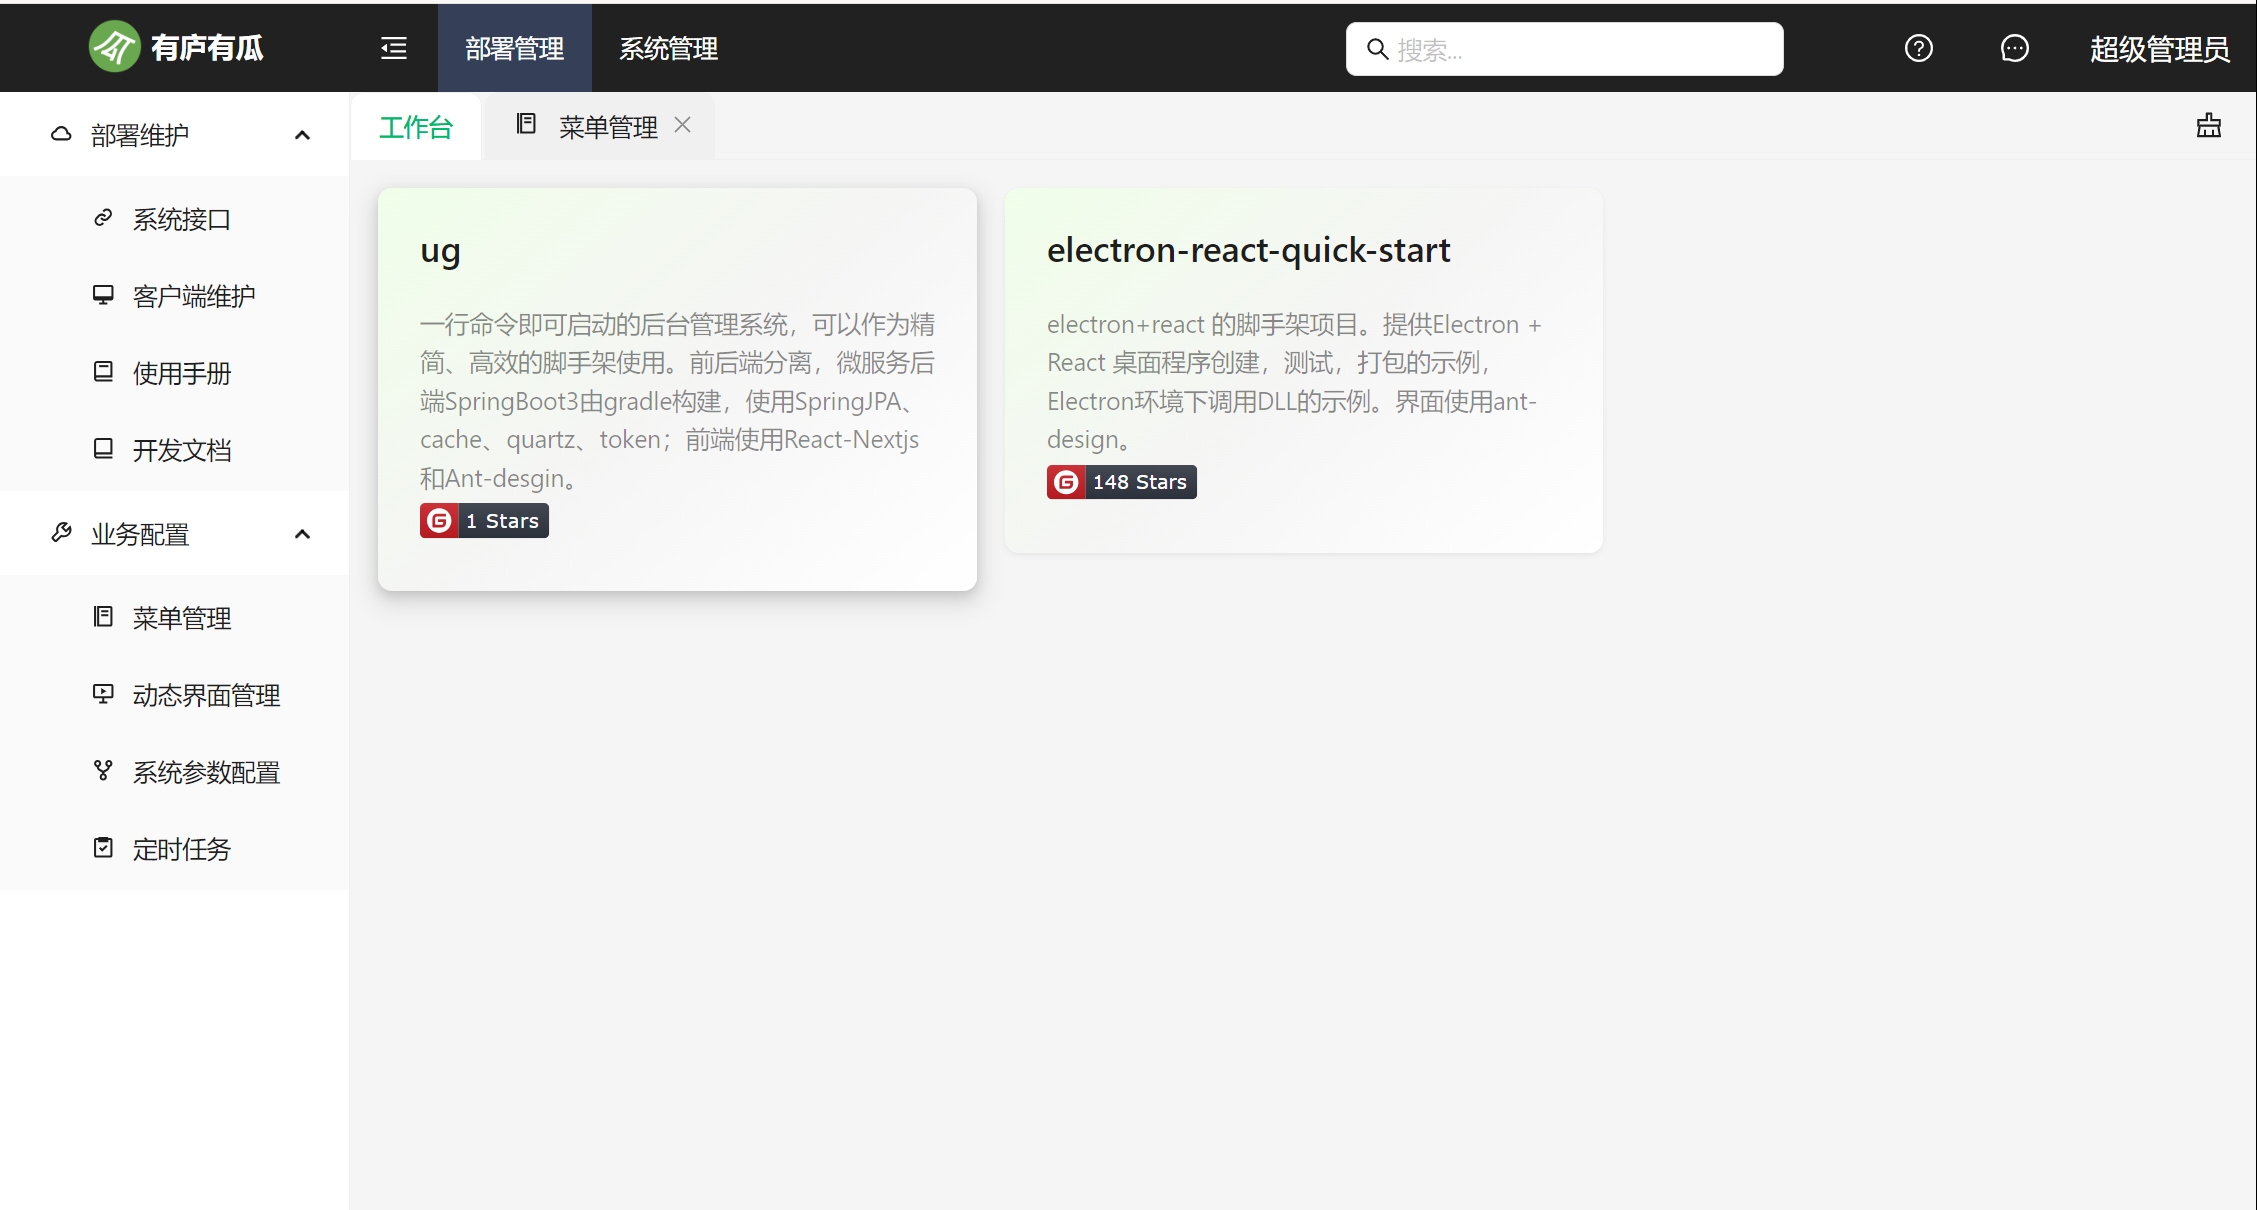 有庐有瓜
部署管理
系统管理
搜索...
超级管理员
部署维护
系统接口
客户端维护
使用手册
开发文档
业务配置
菜单管理
动态界面管理
系统参数配置
定时任务
工作台
菜单管理
ug
一行命令即可启动的后台管理系统，可以作为精
简、高效的脚手架使用。前后端分离，微服务后
端SpringBoot3由gradle构建，使用SpringJPA、
cache、quartz、token；前端使用React-Nextjs
和Ant-desgin。
1 Stars
electron-react-quick-start
electron+react 的脚手架项目。提供Electron +
React 桌面程序创建，测试，打包的示例，
Electron环境下调用DLL的示例。界面使用ant-
design。
148 Stars